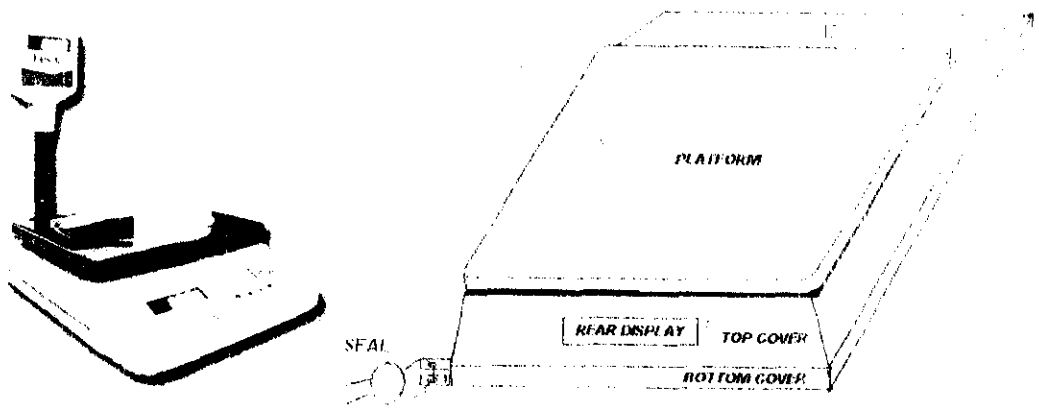 PLATFORM
REAR DISPLAY
TOP COVER
SEAL
BOTTOM COVER